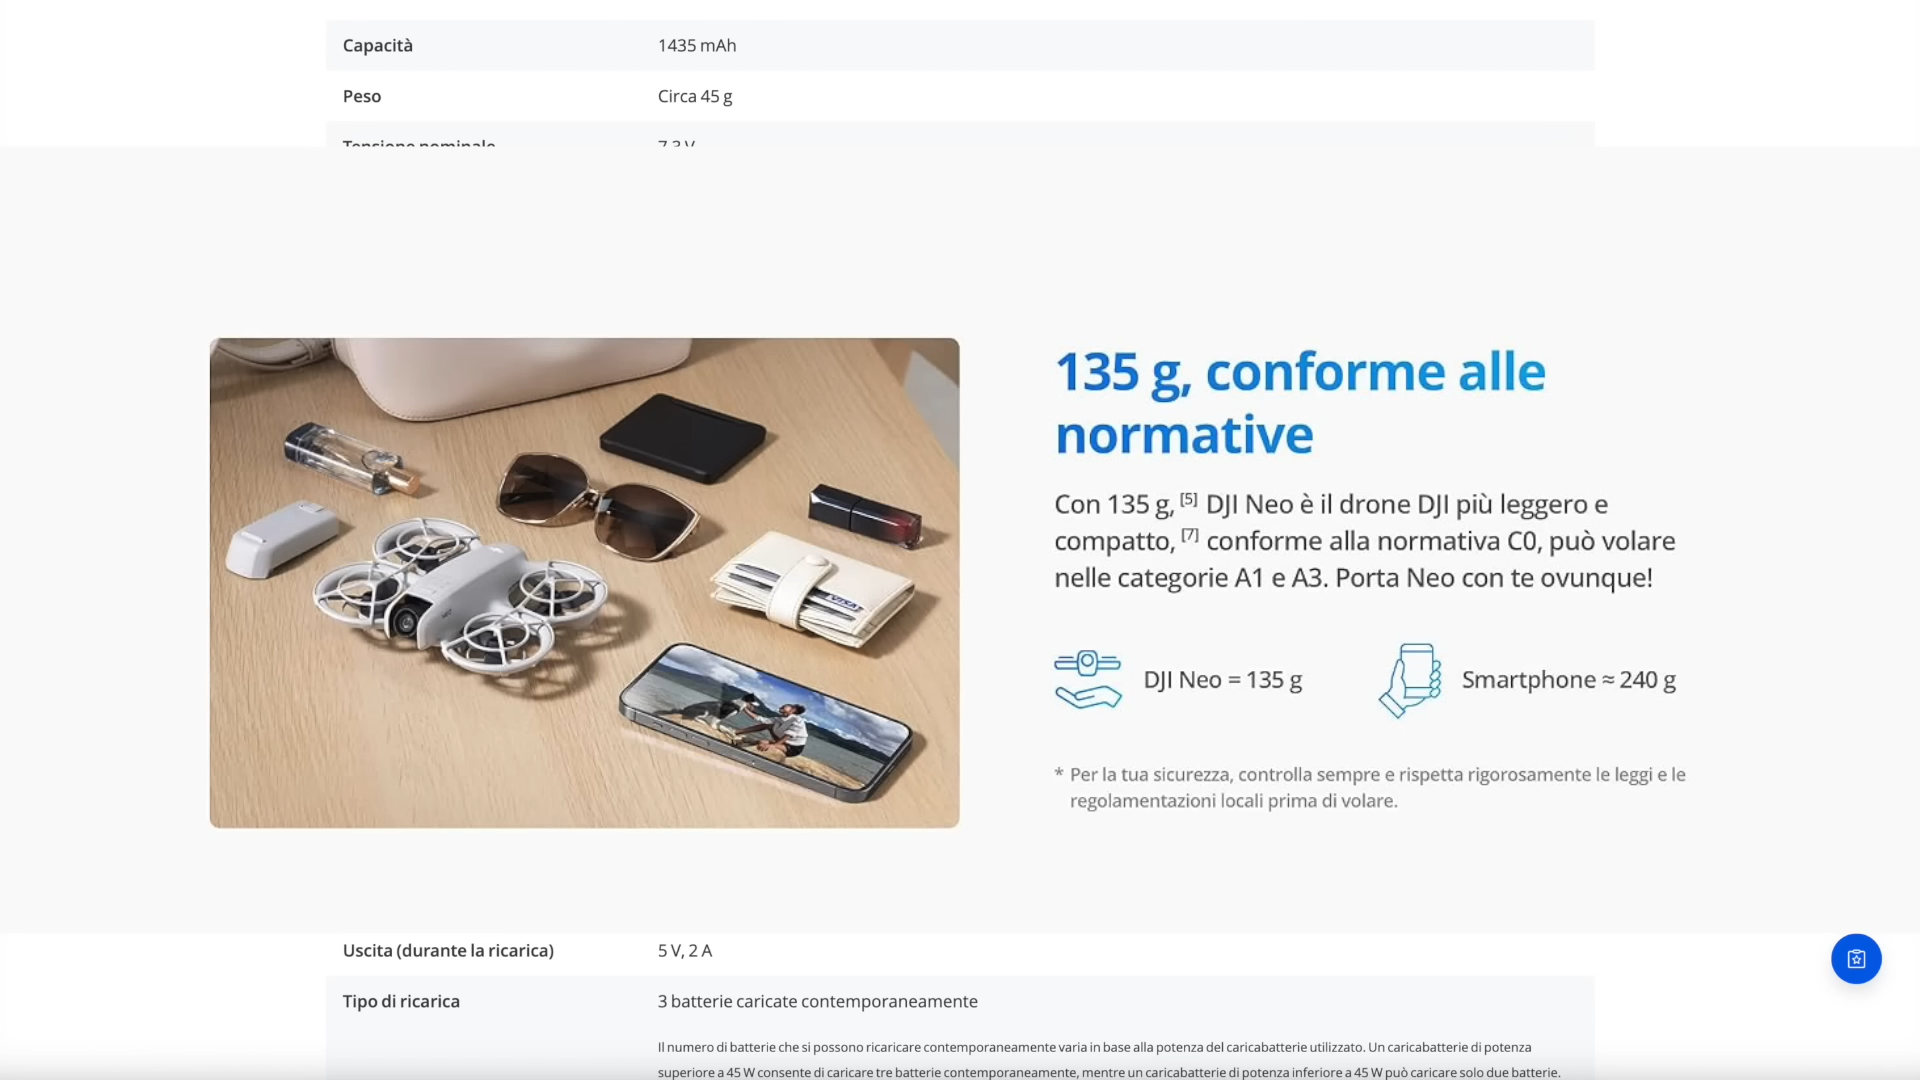 Capacità 1435 mAh
Peso Circa 45 g
Tensione nominale 7.3 V
135 g, conforme alle
normative
Con 135 g, [5] DJI Neo è il drone DJI più leggero e
compatto, [7] conforme alla normativa C0, può volare
nelle categorie A1 e A3. Porta Neo con te ovunque!
DJI Neo = 135 g
Smartphone ≈ 240 g
* Per la tua sicurezza, controlla sempre e rispetta rigorosamente le leggi e le
regolamentazioni locali prima di volare.
VISA
Uscita (durante la ricarica) 5 V, 2 A
Tipo di ricarica 3 batterie caricate contemporaneamente
Il numero di batterie che si possono ricaricare contemporaneamente varia in base alla potenza del caricabatterie utilizzato. Un caricabatterie di potenza
superiore a 45 W consente di caricare tre batterie contemporaneamente, mentre un caricabatterie di potenza inferiore a 45 W può caricare solo due batterie.